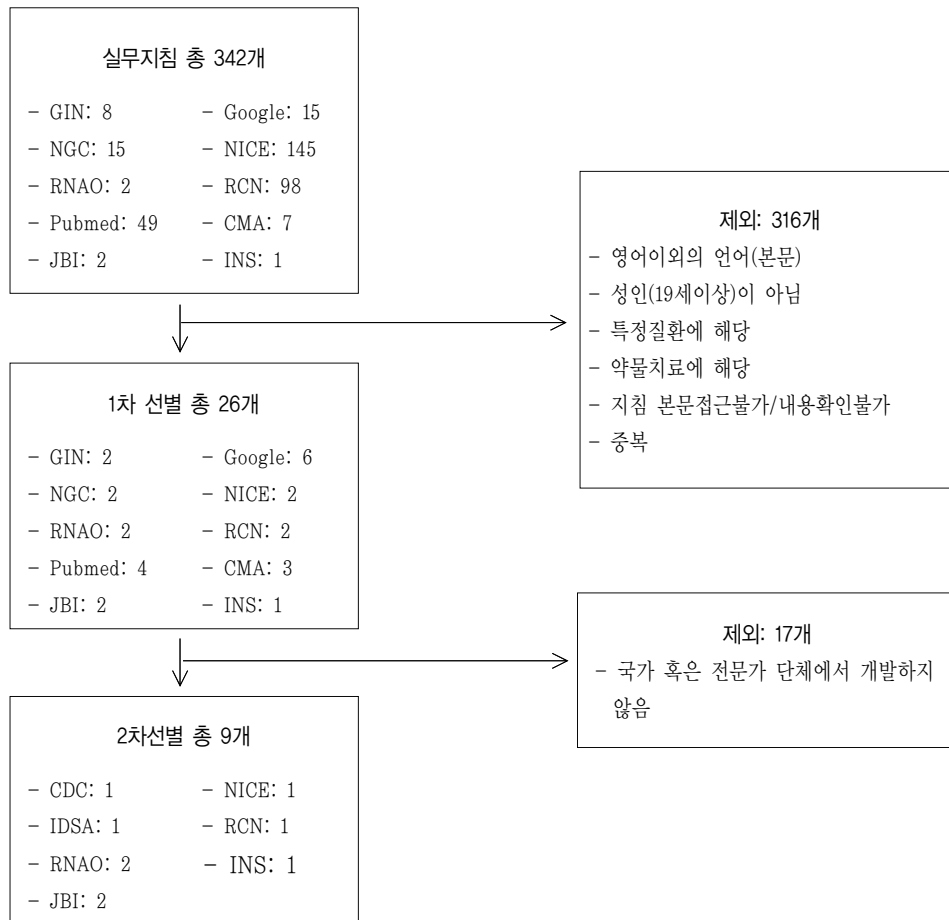 실무지침 총 342개
- GIN: 8 - Google: 15
- NGC: 15 - NICE: 145
- RNAO: 2 - RCN: 98
- Pubmed: 49 - CMA: 7
- JBI: 2 - INS: 1
제외: 316개
- 영어이외의 언어(본문)
- 성인(19세이상)이 아님
- 특정질환에 해당
- 약물치료에 해당
- 지침 본문접근불가/내용확인불가
- 중복
1차 선별 총 26개
- GIN: 2 - Google: 6
- NGC: 2 - NICE: 2
- RNAO: 2 - RCN: 2
- Pubmed: 4 - CMA: 3
- JBI: 2 - INS: 1
제외: 17개
- 국가 혹은 전문가 단체에서 개발하지
않음
2차선별 총 9개
- CDC: 1 - NICE: 1
- IDSA: 1 - RCN: 1
- RNAO: 2 - INS: 1
- JBI: 2